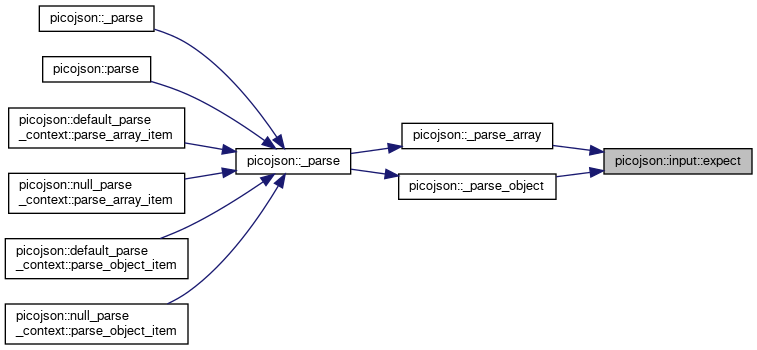 picojson::_parse
picojson::parse
picojson::default_parse
_context::parse_array_item
picojson::null_parse
_context::parse_array_item
picojson::default_parse
_context::parse_object_item
picojson::null_parse
_context::parse_object_item
picojson::_parse
picojson::_parse_array
picojson::_parse_object
picojson::input::expect